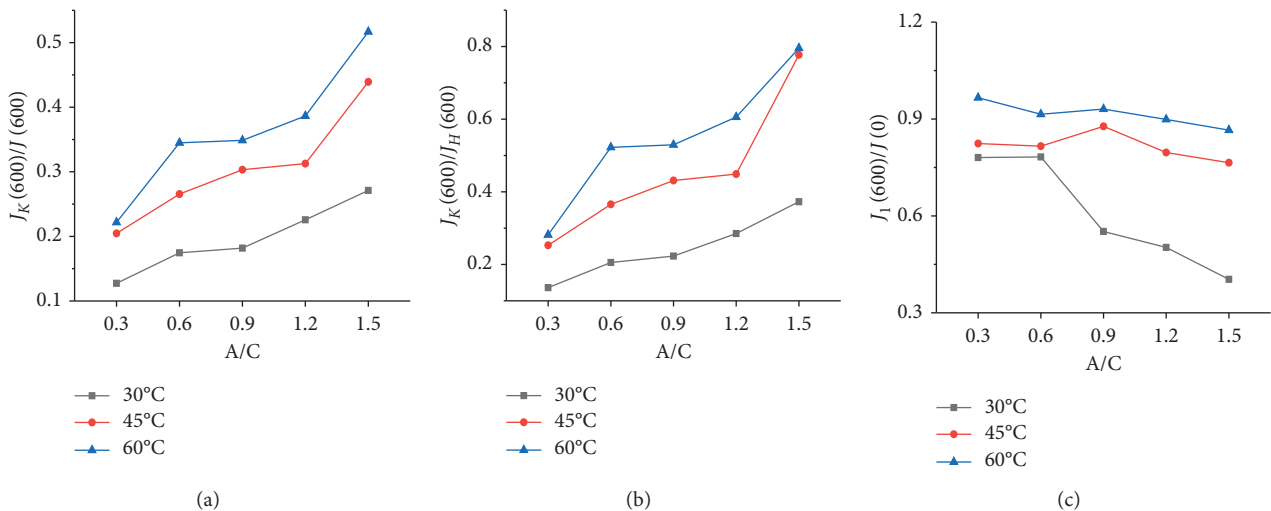 0.5
0.4
0.3
0.2
0.1
J_K (600)/J (600)
0.3 0.6 0.9 1.2 1.5
A/C
30°C
45°C
60°C
(a)
0.8
0.6
0.4
0.2
J_K (600)/J_H (600)
0.3 0.6 0.9 1.2 1.5
A/C
30°C
45°C
60°C
(b)
1.2
0.9
0.6
0.3
J_1 (600)/J (0)
0.3 0.6 0.9 1.2 1.5
A/C
30°C
45°C
60°C
(c)